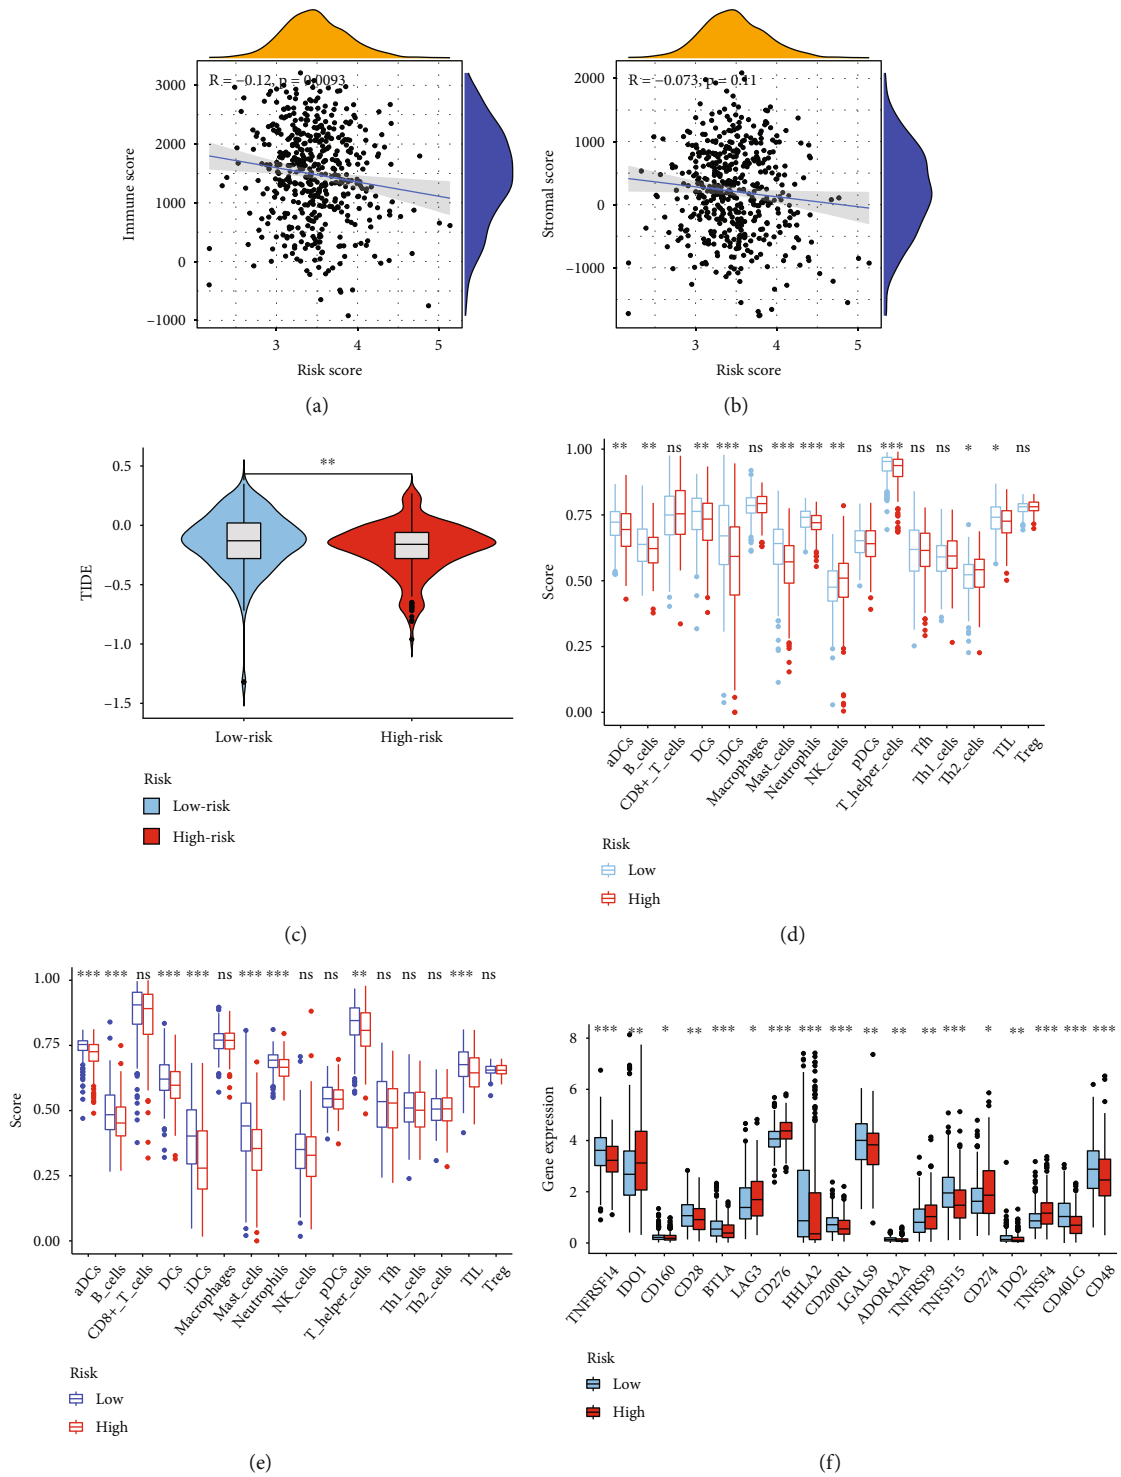 R = −0.12, p = 0.0093
3000
2000
1000
0
−1000
Immune score
3 4 5
Risk score
(a)
R = −0.073, p = 0.11
2000
1000
0
−1000
Stromal score
3 4 5
Risk score
(b)
**
0.5
0.0
−0.5
−1.0
−1.5
TIDE
Low-risk High-risk
Risk
Low-risk
High-risk
(c)
** ** ns ** *** ns *** *** ** ns *** ns ns * * ns
1.00
0.75
0.50
0.25
0.00
Score
aDCs B_cells CD8+_T_cells DCs iDCs Macrophages Mast_cells Neutrophils NK_cells pDCs T_helper_cells Tfh Th1_cells Th2_cells TIL Treg
Risk
Low
High
(d)
*** *** ns *** *** ns *** *** ns ns ** ns ns ns *** ns
1.00
0.75
0.50
0.25
0.00
Score
aDCs B_cells CD8+_T_cells DCs iDCs Macrophages Mast_cells Neutrophils NK_cells pDCs T_helper_cells Tfh Th1_cells Th2_cells TIL Treg
Risk
Low
High
(e)
*** ** * ** *** * *** *** *** ** ** ** *** * ** *** *** ***
8
6
4
2
0
Gene expression
TNFRSF14 IDO1 CD160 CD28 BTLA LAG3 CD276 HHLA2 CD200R1 LGALS9 ADORA2A TNFRSF9 TNFSF15 CD274 IDO2 TNFSF4 CD40LG CD48
Risk
Low
High
(f)